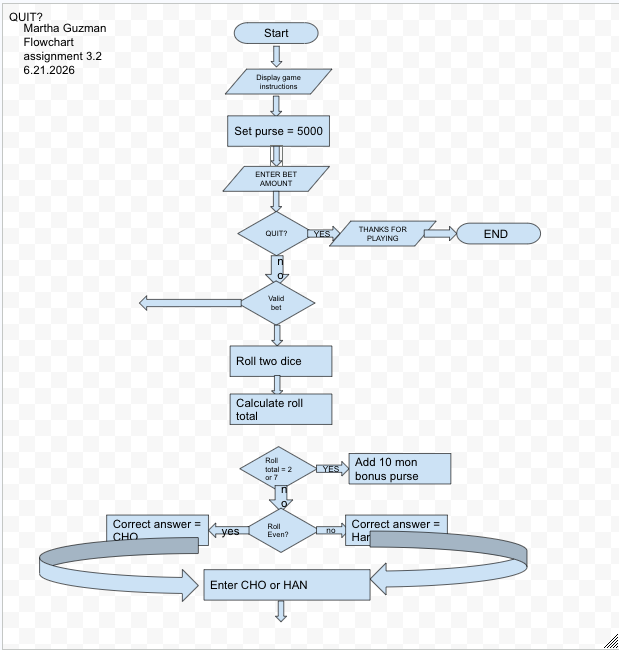 QUIT?
Martha Guzman
Flowchart
assignment 3.2
6.21.2026
Start
Display game
instructions
Set purse = 5000
ENTER BET
AMOUNT
QUIT?
YES
THANKS FOR
PLAYING
END
n
o
Valid
bet
Roll two dice
Calculate roll
total
Roll
total = 2
or 7
YES
Add 10 mon
bonus purse
n
o
Correct answer =
CHO
yes
Roll
Even?
no
Correct answer =
Han
Enter CHO or HAN